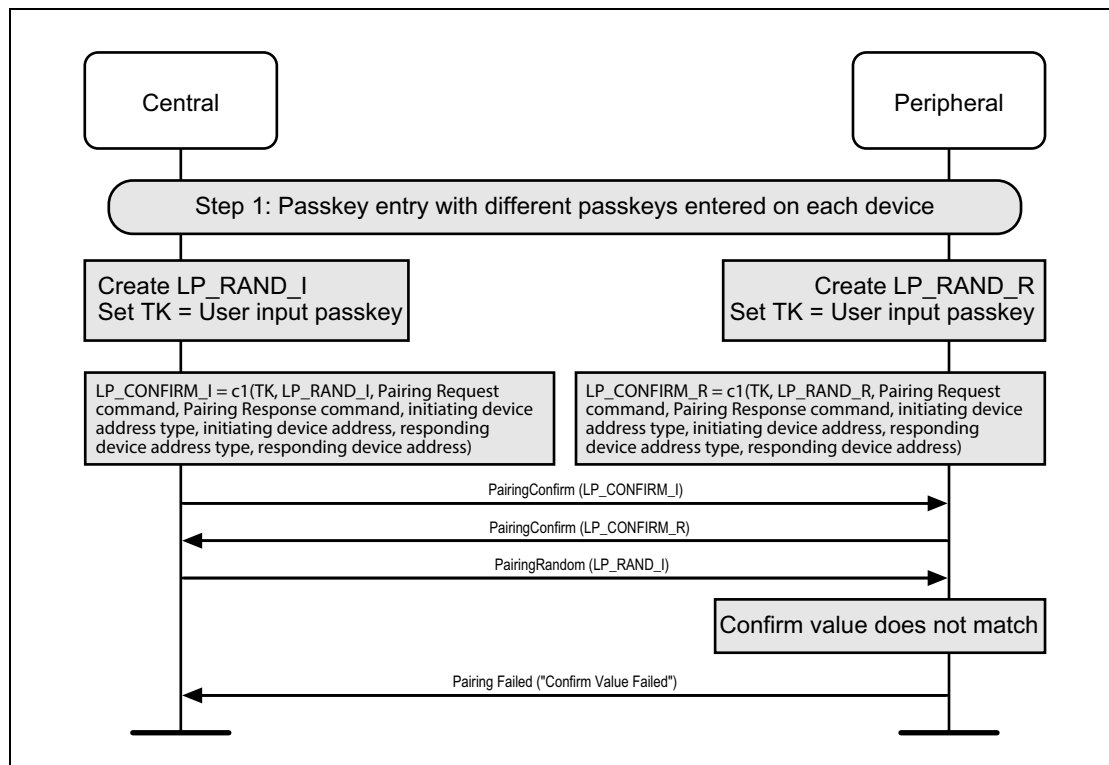 Central
Peripheral
Step 1: Passkey entry with different passkeys entered on each device
Create LP_RAND_I
Set TK = User input passkey
Create LP_RAND_R
Set TK = User input passkey
LP_CONFIRM_I = c1(TK, LP_RAND_I, Pairing Request
command, Pairing Response command, initiating device
address type, initiating device address, responding
device address type, responding device address)
LP_CONFIRM_R = c1(TK, LP_RAND_R, Pairing Request
command, Pairing Response command, initiating device
address type, initiating device address, responding
device address type, responding device address)
PairingConfirm (LP_CONFIRM_I)
PairingConfirm (LP_CONFIRM_R)
PairingRandom (LP_RAND_I)
Confirm value does not match
Pairing Failed ("Confirm Value Failed")